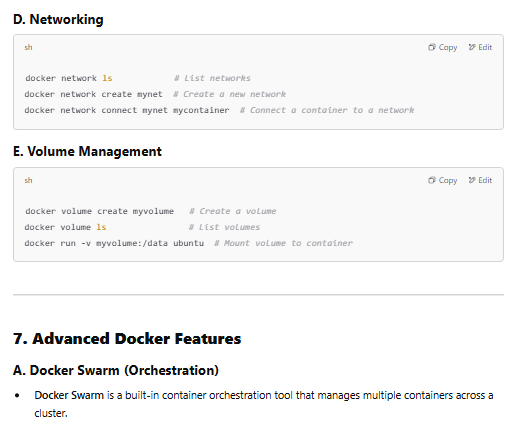 D. Networking
sh Copy Edit
docker network ls # List networks
docker network create mynet # Create a new network
docker network connect mynet mycontainer # Connect a container to a network
E. Volume Management
sh Copy Edit
docker volume create myvolume # Create a volume
docker volume ls # List volumes
docker run -v myvolume:/data ubuntu # Mount volume to container
7. Advanced Docker Features
A. Docker Swarm (Orchestration)
• Docker Swarm is a built-in container orchestration tool that manages multiple containers across a
cluster.